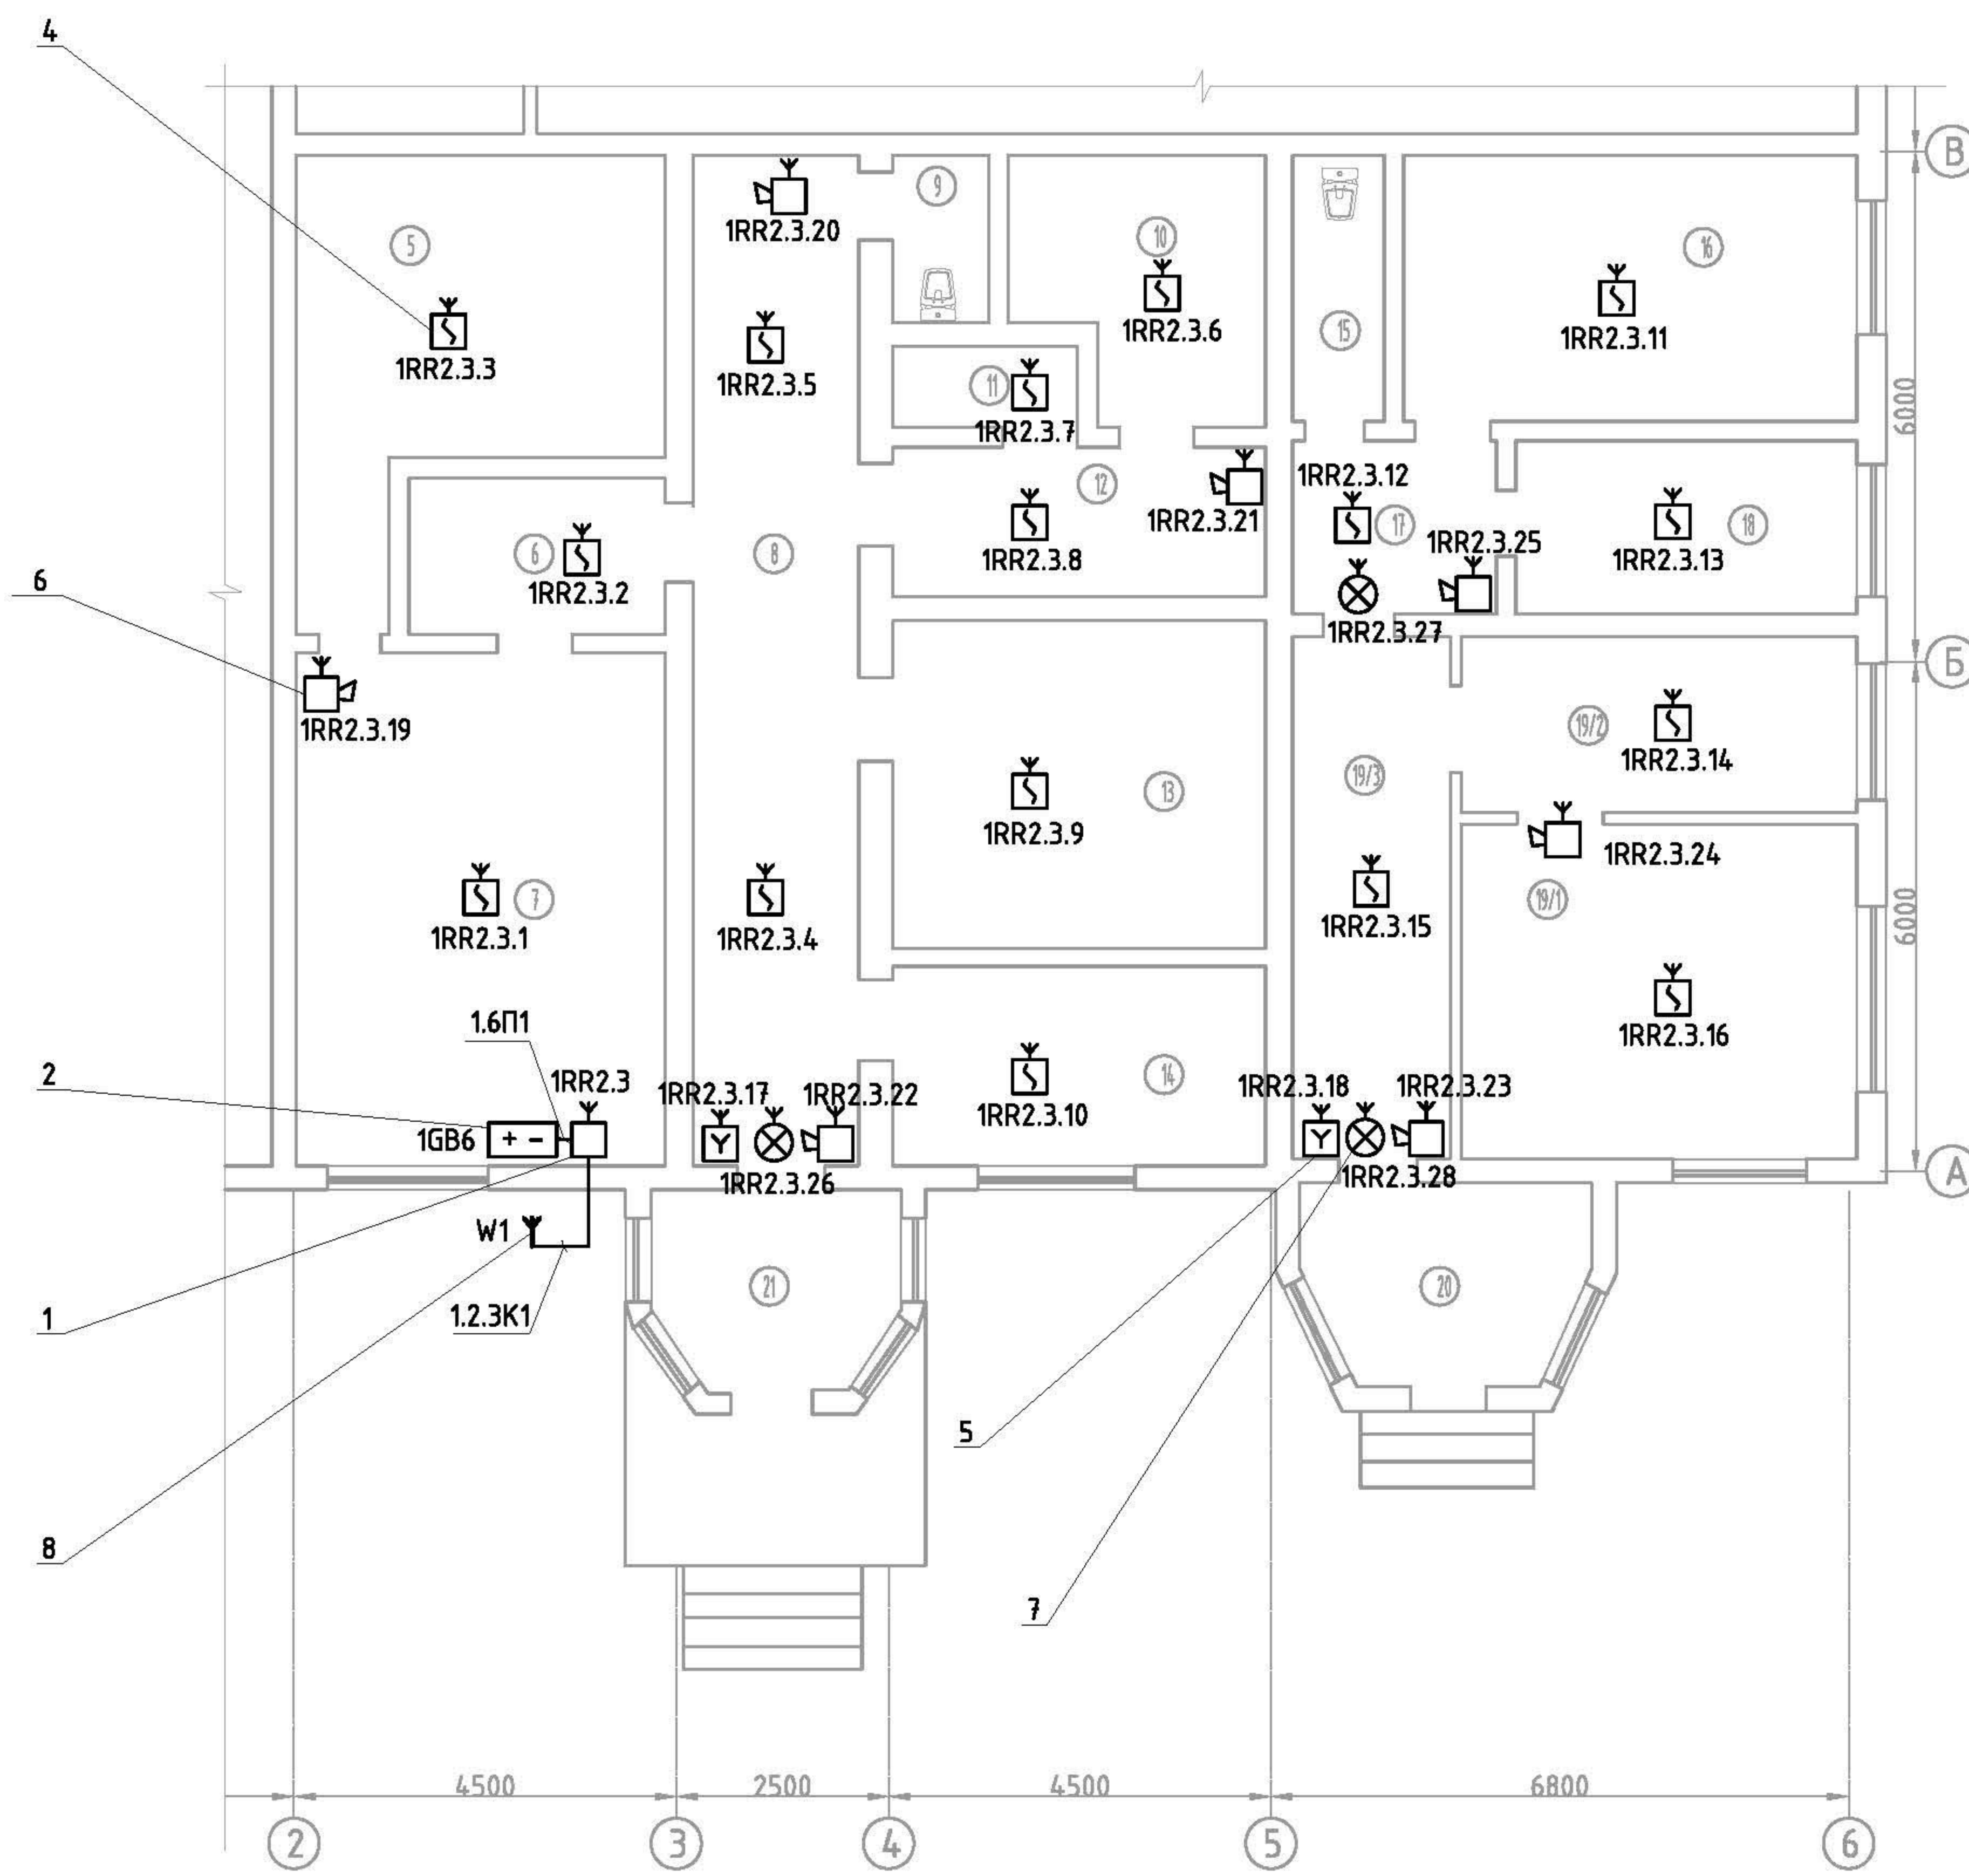 4
В
9
1RR2.3.20
5
10
16
15
1RR2.3.6
1RR2.3.11
1RR2.3.3
1RR2.3.5
11
6000
1RR2.3.7
12
1RR2.3.12
1RR2.3.21
17
18
6
8
1RR2.3.8
1RR2.3.25
1RR2.3.13
6
1RR2.3.2
1RR2.3.27
Б
1RR2.3.19
19/2
1RR2.3.14
19/3
13
1RR2.3.9
1RR2.3.24
7
19/1
6000
1RR2.3.1
1RR2.3.4
1RR2.3.15
1.6П1
1RR2.3.16
2
1RR2.3
1RR2.3.17
1RR2.3.22
14
1RR2.3.18
1RR2.3.23
1GB6
+ -
1RR2.3.10
1RR2.3.26
1RR2.3.28
А
W1
21
20
1
1.2.3К1
5
8
7
4500
2500
4500
6800
2
3
4
5
6